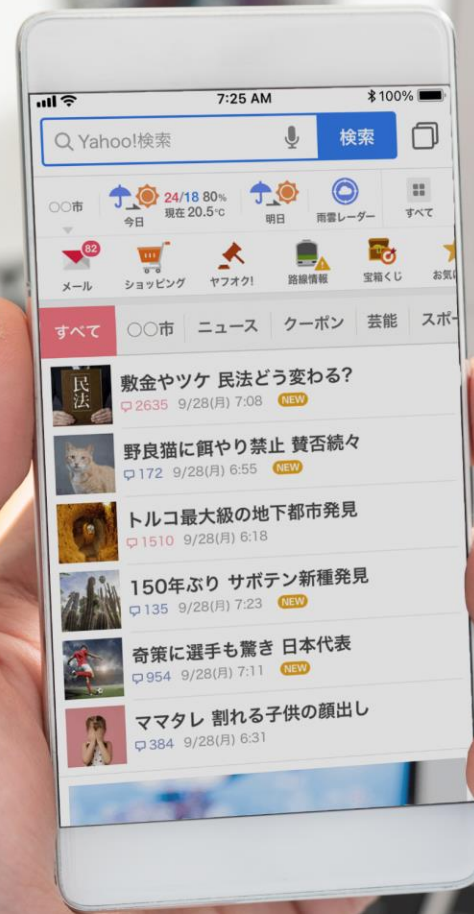 7:25 AM
100%
Yahoo!検索
検索
○○市
今日
24/18 80%
現在 20.5℃
明日
雨雲レーダー
すべて
82
メール
ショッピング
ヤフオク!
路線情報
宝箱くじ
お気に
すべて
○○市
ニュース
クーポン
芸能
スポー
民法
敷金やツケ 民法どう変わる?
2635 9/28(月) 7:08 NEW
野良猫に餌やり禁止 賛否続々
172 9/28(月) 6:55 NEW
トルコ最大級の地下都市発見
1510 9/28(月) 6:18
150年ぶり サボテン新種発見
135 9/28(月) 7:23 NEW
奇策に選手も驚き 日本代表
954 9/28(月) 7:11 NEW
ママタレ 割れる子供の顔出し
384 9/28(月) 6:31